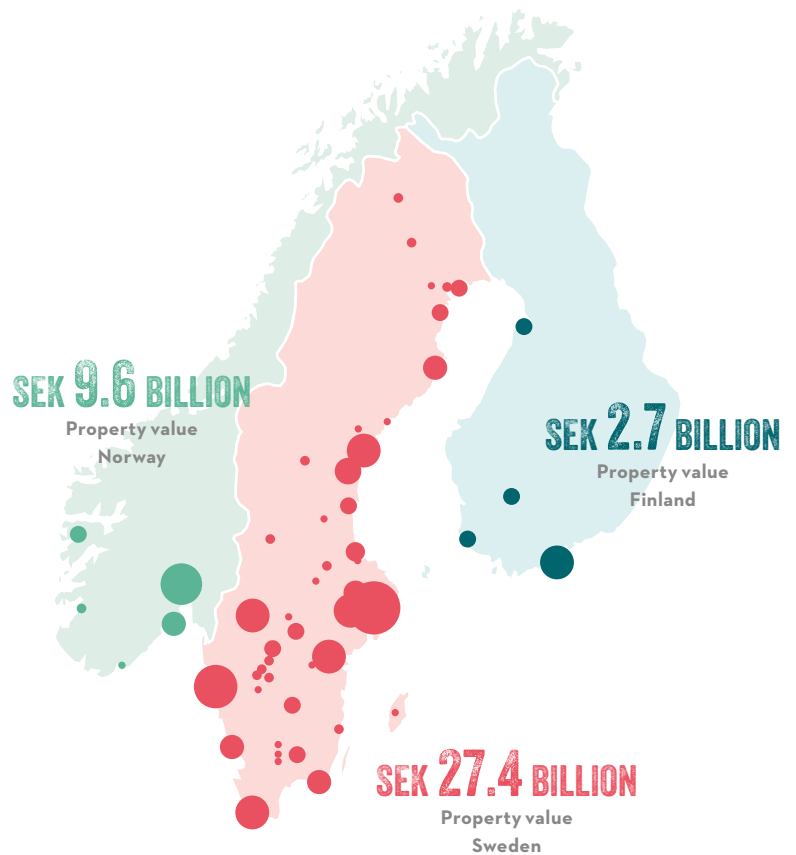 SEK 9.6 BILLION
Property value
Norway
SEK 2.7 BILLION
Property value
Finland
SEK 27.4 BILLION
Property value
Sweden